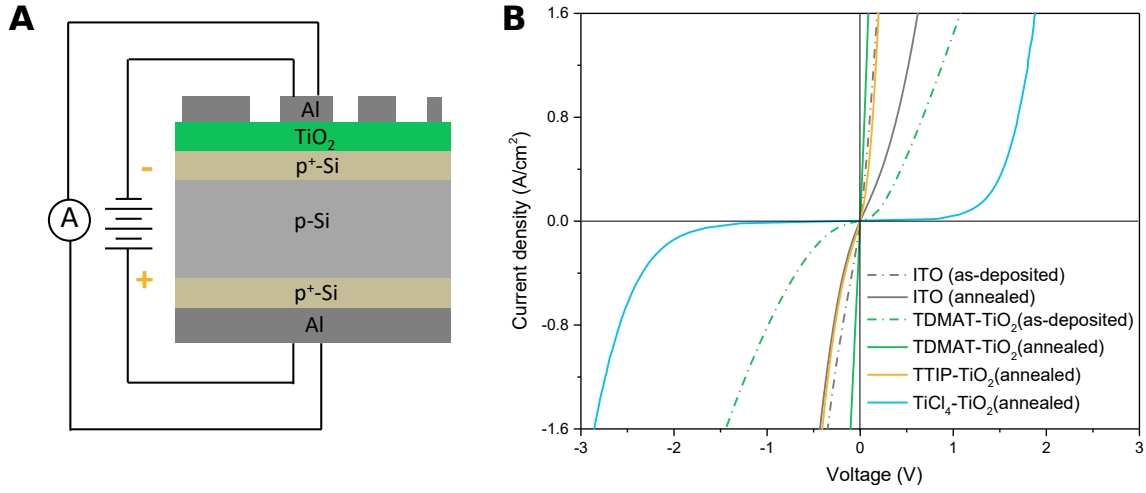 A
Al
TiO₂
p⁺-Si
-
p-Si
A
+
p⁺-Si
Al
B
1.6
0.8
0.0
-0.8
-1.6
Current density (A/cm²)
ITO (as-deposited)
ITO (annealed)
TDMAT-TiO₂(as-deposited)
TDMAT-TiO₂(annealed)
TTIP-TiO₂(annealed)
TiCl₄-TiO₂(annealed)
-3 -2 -1 0 1 2 3
Voltage (V)